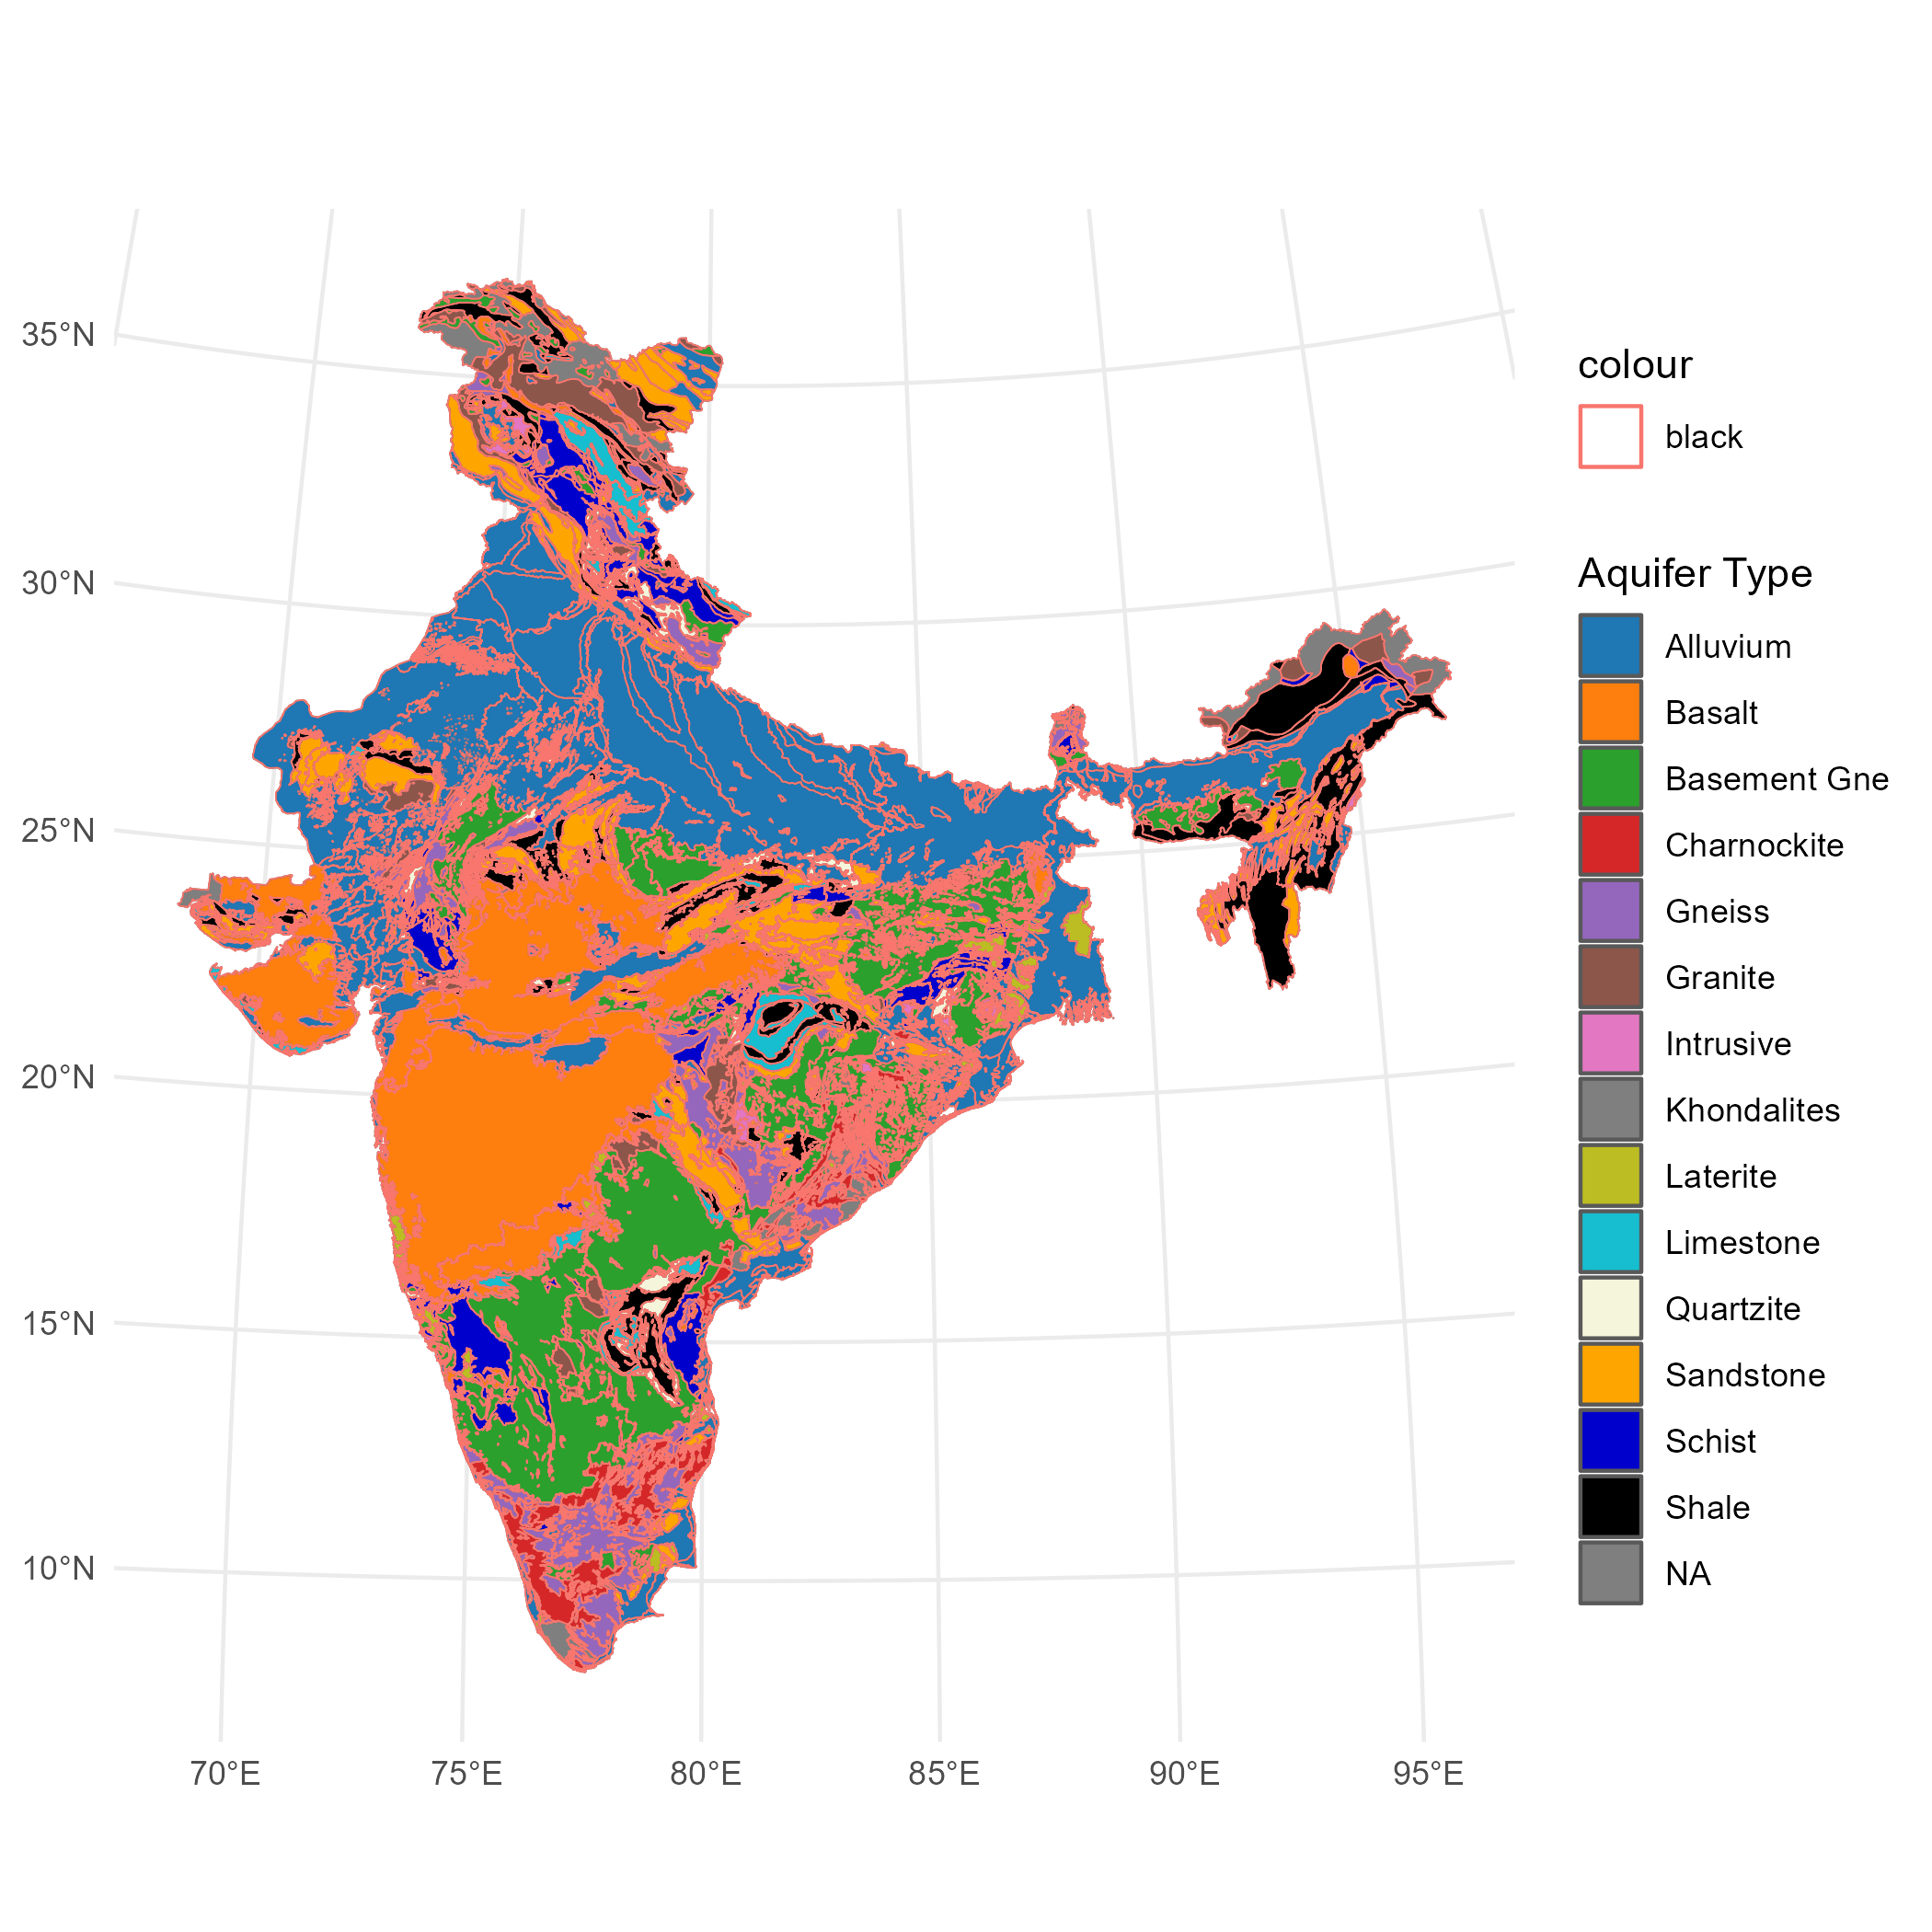 35°N
30°N
25°N
20°N
15°N
10°N
70°E
75°E
80°E
85°E
90°E
95°E
colour
black
Aquifer Type
Alluvium
Basalt
Basement Gne
Charnockite
Gneiss
Granite
Intrusive
Khondalites
Laterite
Limestone
Quartzite
Sandstone
Schist
Shale
NA